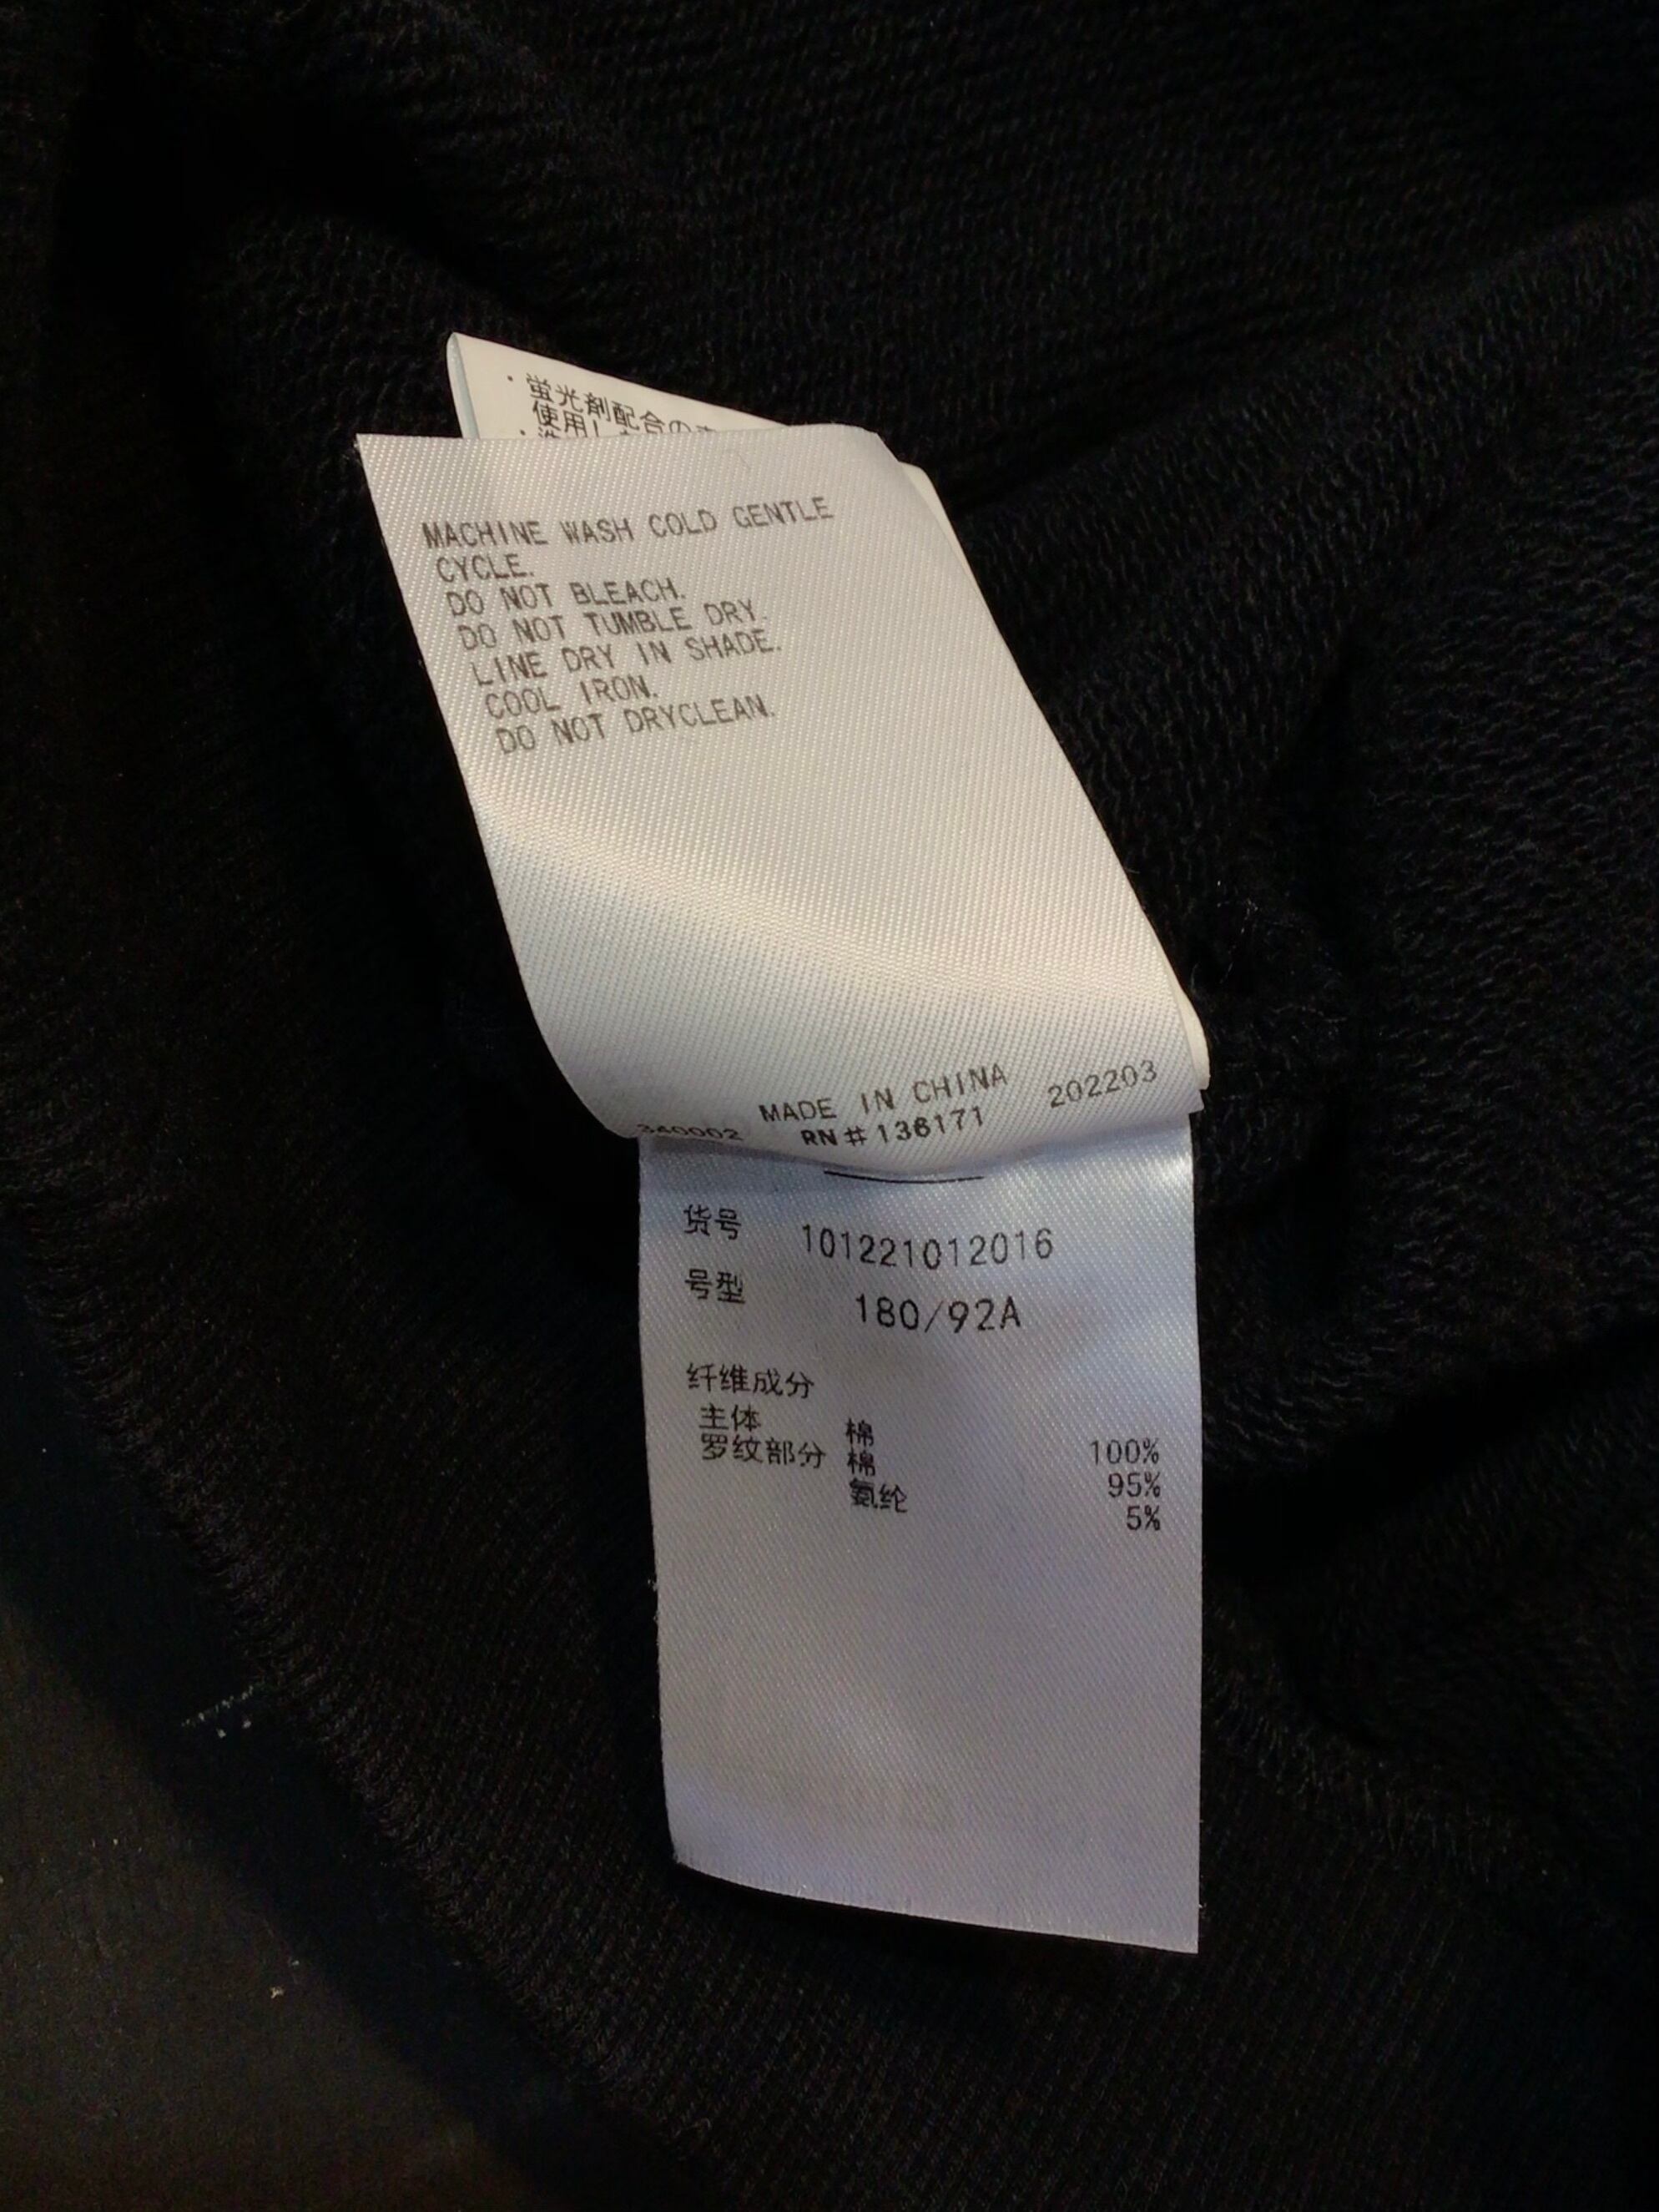 ・蛍光剤配合の
使用し
MACHINE WASH COLD GENTLE
CYCLE.
DO NOT BLEACH.
DO NOT TUMBLE DRY.
LINE DRY IN SHADE.
COOL IRON.
DO NOT DRYCLEAN.
MADE IN CHINA 202203
340002 RN#136171
货号 101221012016
号型 180/92A
纤维成分
主体 棉 100%
罗纹部分 棉 95%
氨纶 5%